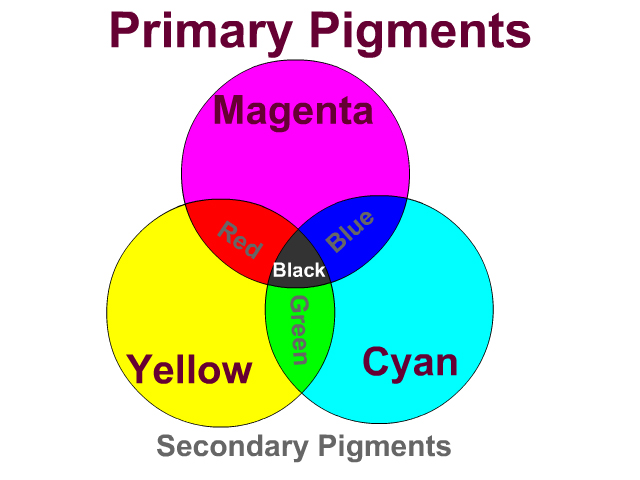 Primary Pigments
Magenta
Red
Blue
Black
Green
Yellow
Cyan
Secondary Pigments